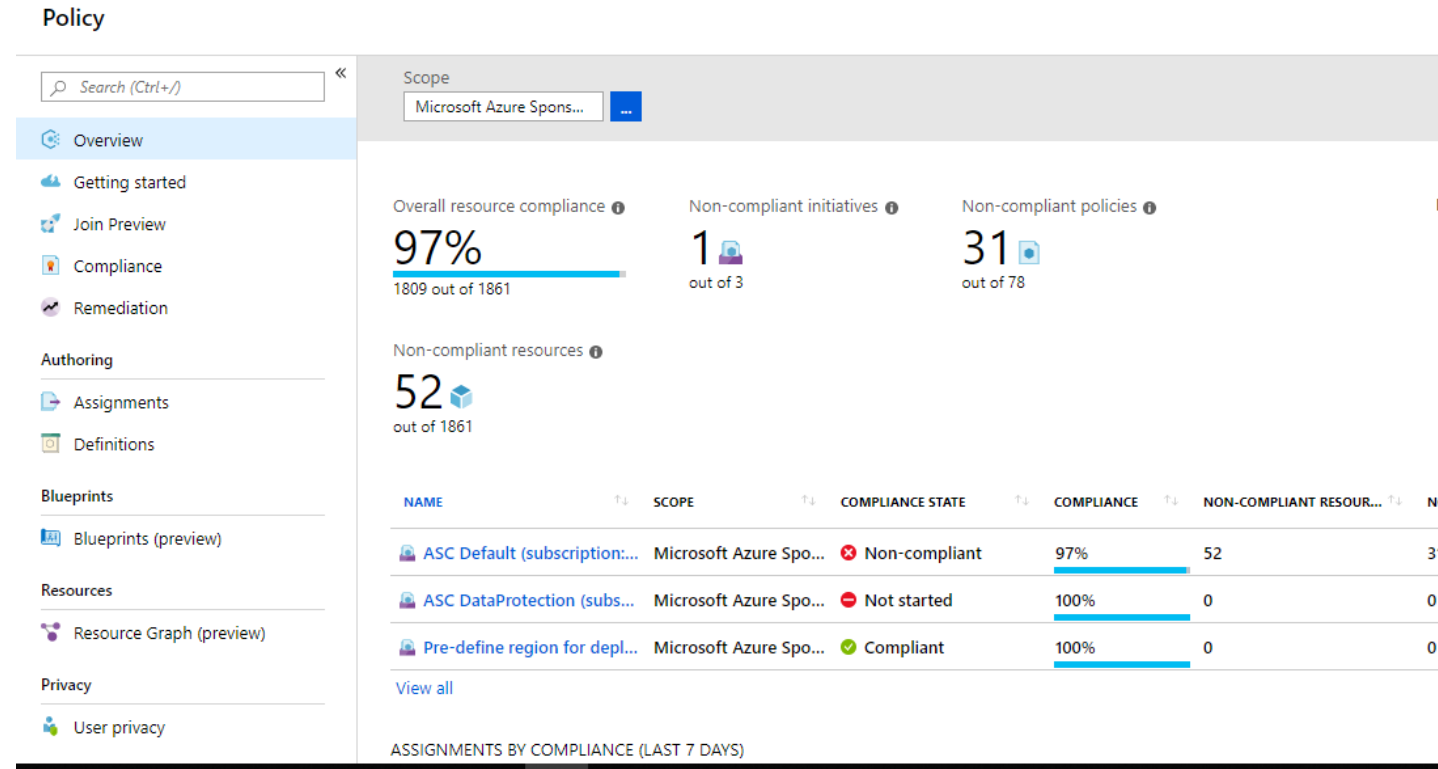 Policy
Search (Ctrl+/)
«
Overview
Getting started
Join Preview
Compliance
Remediation
Authoring
Assignments
Definitions
Blueprints
Blueprints (preview)
Resources
Resource Graph (preview)
Privacy
User privacy
Scope
Microsoft Azure Spons...
...
Overall resource compliance
97%
1809 out of 1861
Non-compliant initiatives
1
out of 3
Non-compliant policies
31
out of 78
Non-compliant resources
52
out of 1861
NAME SCOPE COMPLIANCE STATE COMPLIANCE NON-COMPLIANT RESOUR...
ASC Default (subscription:... Microsoft Azure Spo... Non-compliant 97% 52
ASC DataProtection (subs... Microsoft Azure Spo... Not started 100% 0 0
Pre-define region for depl... Microsoft Azure Spo... Compliant 100% 0 0
View all
ASSIGNMENTS BY COMPLIANCE (LAST 7 DAYS)